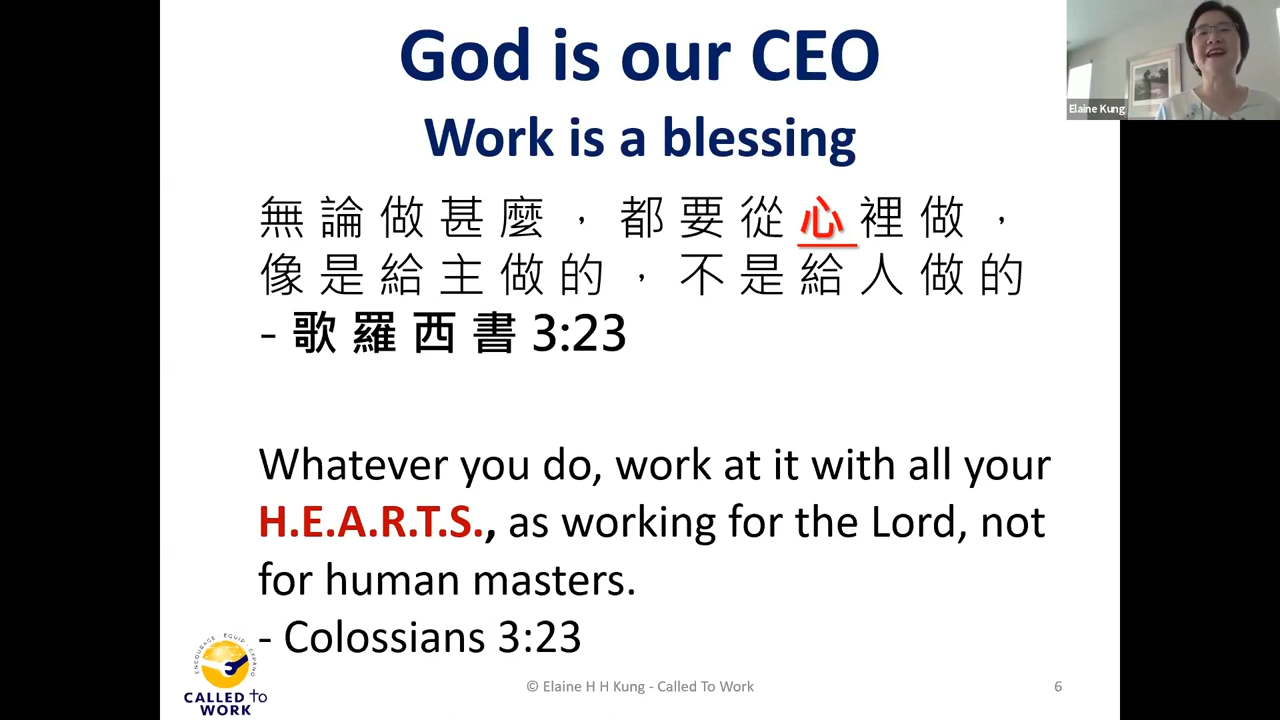 God is our CEO
Work is a blessing
Elaine Kung
無論做甚麼，都要從心裡做，
像是給主做的，不是給人做的
- 歌羅西書 3:23
Whatever you do, work at it with all your
H.E.A.R.T.S., as working for the Lord, not
for human masters.
- Colossians 3:23
ENCOURAGE · EQUIP · EXPAND
CALLED To
WORK
© Elaine H H Kung - Called To Work
6